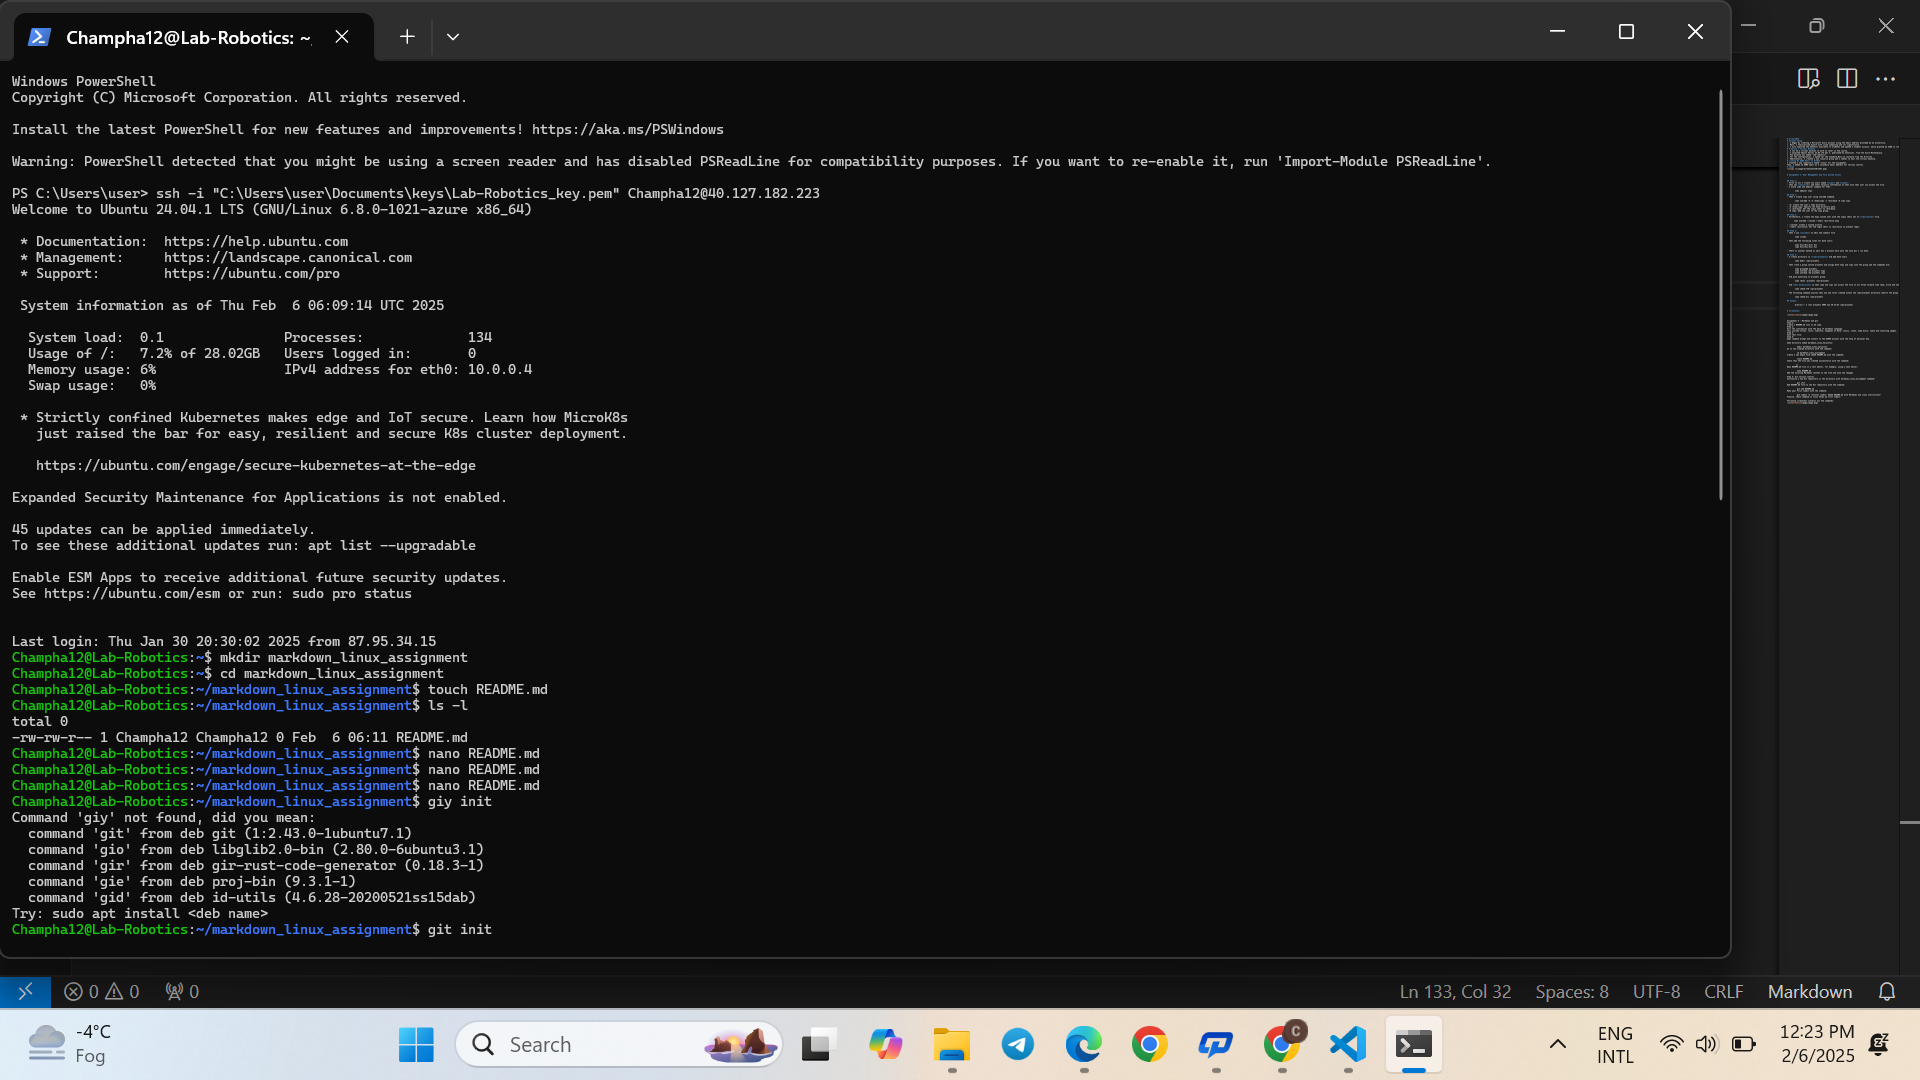 Champha12@Lab-Robotics: ~
Windows PowerShell
Copyright (C) Microsoft Corporation. All rights reserved.
Install the latest PowerShell for new features and improvements! https://aka.ms/PSWindows
Warning: PowerShell detected that you might be using a screen reader and has disabled PSReadLine for compatibility purposes. If you want to re-enable it, run 'Import-Module PSReadLine'.
PS C:\Users\user> ssh -i "C:\Users\user\Documents\keys\Lab-Robotics_key.pem" Champha12@40.127.182.223
Welcome to Ubuntu 24.04.1 LTS (GNU/Linux 6.8.0-1021-azure x86_64)
* Documentation:  https://help.ubuntu.com
* Management:     https://landscape.canonical.com
* Support:        https://ubuntu.com/pro
System information as of Thu Feb  6 06:09:14 UTC 2025
System load:  0.1               Processes:             134
Usage of /:   7.2% of 28.02GB   Users logged in:       0
Memory usage: 6%                IPv4 address for eth0: 10.0.0.4
Swap usage:   0%
* Strictly confined Kubernetes makes edge and IoT secure. Learn how MicroK8s
just raised the bar for easy, resilient and secure K8s cluster deployment.
https://ubuntu.com/engage/secure-kubernetes-at-the-edge
Expanded Security Maintenance for Applications is not enabled.
45 updates can be applied immediately.
To see these additional updates run: apt list --upgradable
Enable ESM Apps to receive additional future security updates.
See https://ubuntu.com/esm or run: sudo pro status
Last login: Thu Jan 30 20:30:02 2025 from 87.95.34.15
Champha12@Lab-Robotics:~$ mkdir markdown_linux_assignment
Champha12@Lab-Robotics:~$ cd markdown_linux_assignment
Champha12@Lab-Robotics:~/markdown_linux_assignment$ touch README.md
Champha12@Lab-Robotics:~/markdown_linux_assignment$ ls -l
total 0
-rw-rw-r-- 1 Champha12 Champha12 0 Feb  6 06:11 README.md
Champha12@Lab-Robotics:~/markdown_linux_assignment$ nano README.md
Champha12@Lab-Robotics:~/markdown_linux_assignment$ nano README.md
Champha12@Lab-Robotics:~/markdown_linux_assignment$ nano README.md
Champha12@Lab-Robotics:~/markdown_linux_assignment$ giy init
Command 'giy' not found, did you mean:
command 'git' from deb git (1:2.43.0-1ubuntu7.1)
command 'gio' from deb libglib2.0-bin (2.80.0-6ubuntu3.1)
command 'gir' from deb gir-rust-code-generator (0.18.3-1)
command 'gie' from deb proj-bin (9.3.1-1)
command 'gid' from deb id-utils (4.6.28-20200521ss15dab)
Try: sudo apt install <deb name>
Champha12@Lab-Robotics:~/markdown_linux_assignment$ git init
0 0 0
Ln 133, Col 32 Spaces: 8 UTF-8 CRLF Markdown
-4°C
Fog
Search
C
ENG
INTL
12:23 PM
2/6/2025